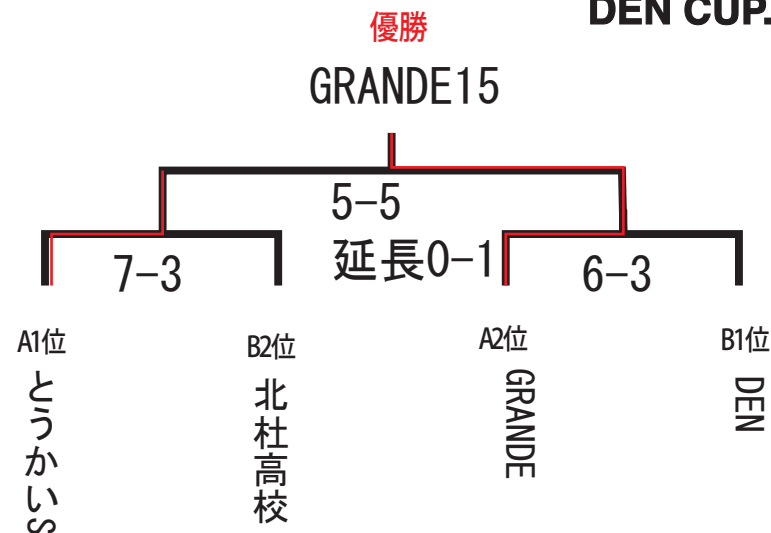 DEN CUP.
優勝
GRANDE15
5-5
延長0-1
7-3
6-3
A1位
B2位
A2位
B1位
とうかいS
北杜高校
GRANDE
DEN